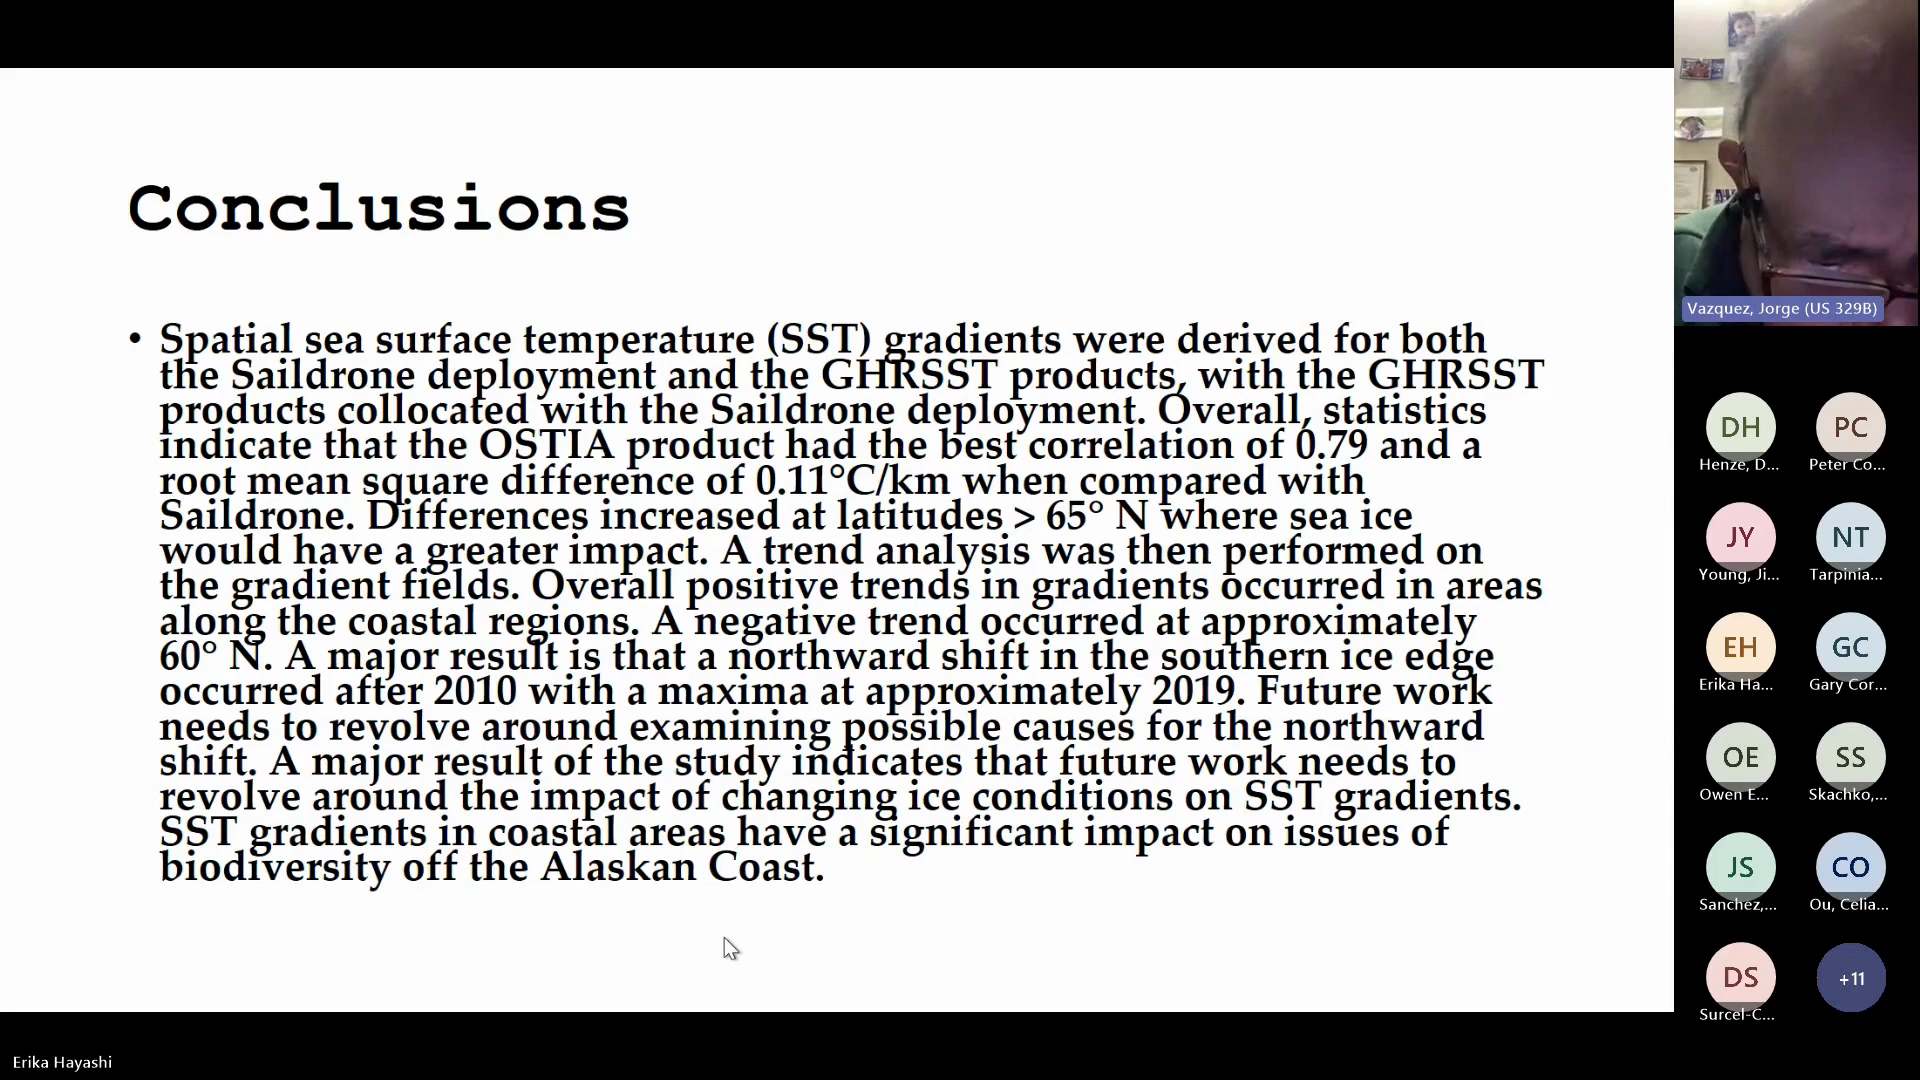 Conclusions
• Spatial sea surface temperature (SST) gradients were derived for both
the Saildrone deployment and the GHRSST products, with the GHRSST
products collocated with the Saildrone deployment. Overall, statistics
indicate that the OSTIA product had the best correlation of 0.79 and a
root mean square difference of 0.11°C/km when compared with
Saildrone. Differences increased at latitudes > 65° N where sea ice
would have a greater impact. A trend analysis was then performed on
the gradient fields. Overall positive trends in gradients occurred in areas
along the coastal regions. A negative trend occurred at approximately
60° N. A major result is that a northward shift in the southern ice edge
occurred after 2010 with a maxima at approximately 2019. Future work
needs to revolve around examining possible causes for the northward
shift. A major result of the study indicates that future work needs to
revolve around the impact of changing ice conditions on SST gradients.
SST gradients in coastal areas have a significant impact on issues of
biodiversity off the Alaskan Coast.
Vazquez, Jorge (US 329B)
DH PC
Henze, D... Peter Co...
JY NT
Young, Ji... Tarpinia...
EH GC
Erika Ha... Gary Cor...
OE SS
Owen E... Skachko,...
JS CO
Sanchez,... Ou, Celia...
DS +11
Surcel-C...
Erika Hayashi